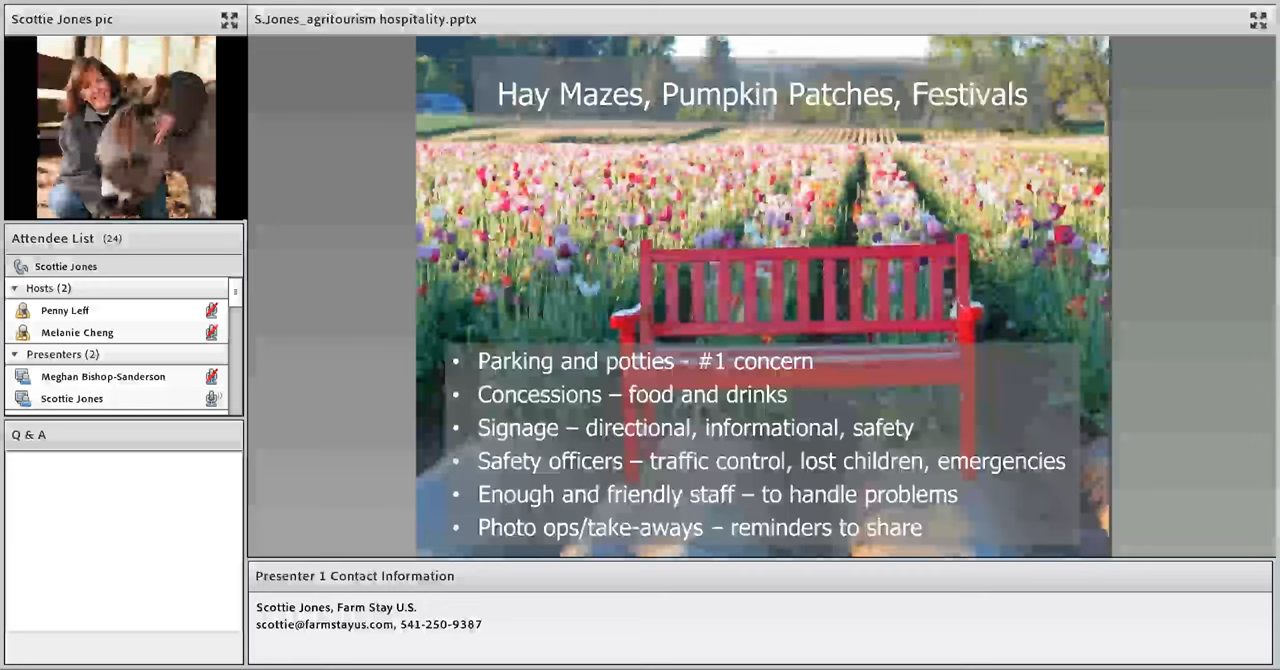 Scottie Jones pic
S.Jones_agritourism hospitality.pptx
Hay Mazes, Pumpkin Patches, Festivals
Attendee List (24)
Scottie Jones
Hosts (2)
Penny Leff
Melanie Cheng
Presenters (2)
Meghan Bishop-Sanderson
Scottie Jones
Q & A
• Parking and potties - #1 concern
• Concessions – food and drinks
• Signage – directional, informational, safety
• Safety officers – traffic control, lost children, emergencies
• Enough and friendly staff – to handle problems
• Photo ops/take-aways – reminders to share
Presenter 1 Contact Information
Scottie Jones, Farm Stay U.S.
scottie@farmstayus.com, 541-250-9387